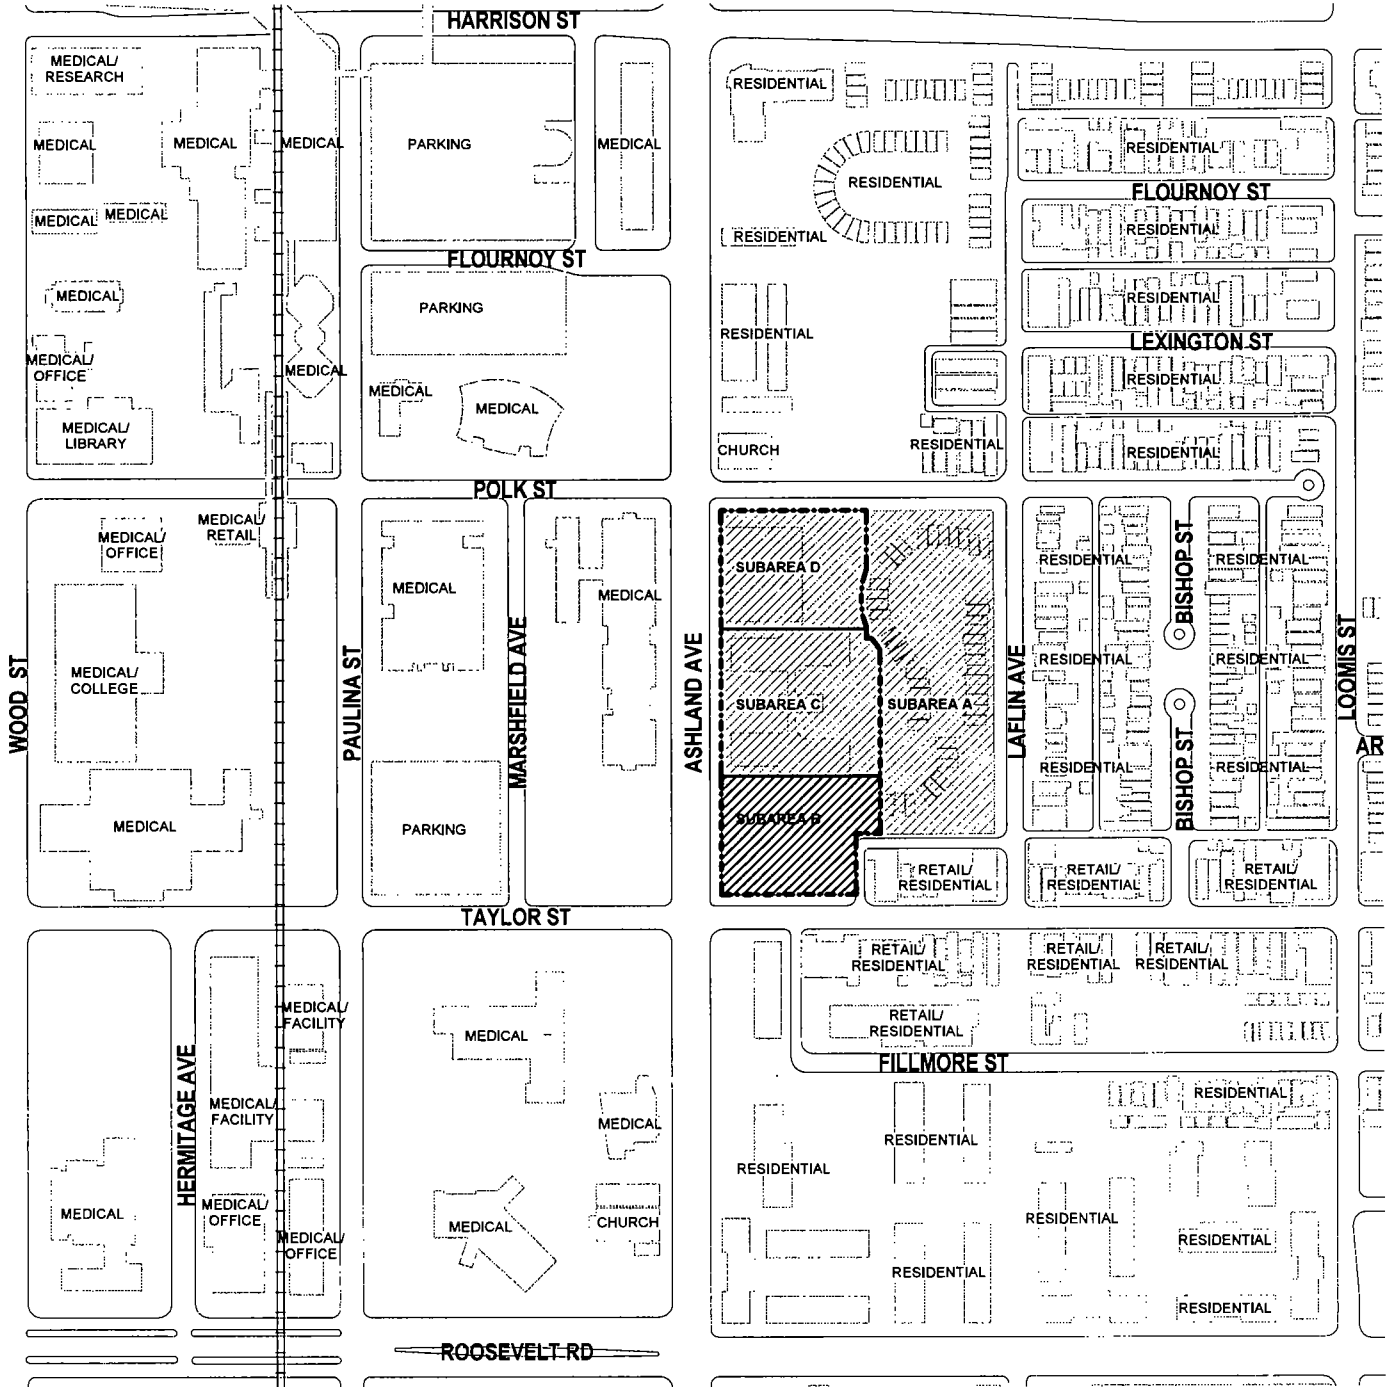 HARRISON ST
MEDICAL/
RESEARCH
RESIDENTIAL
MEDICAL
MEDICAL
MEDICAL
PARKING
MEDICAL
RESIDENTIAL
RESIDENTIAL
FLOURNOY ST
MEDICAL
MEDICAL
RESIDENTIAL
RESIDENTIAL
FLOURNOY ST
MEDICAL
PARKING
RESIDENTIAL
RESIDENTIAL
LEXINGTON ST
MEDICAL/
OFFICE
MEDICAL
MEDICAL
MEDICAL
RESIDENTIAL
MEDICAL/
LIBRARY
CHURCH
RESIDENTIAL
RESIDENTIAL
POLK ST
MEDICAL/
RETAIL
MEDICAL/
OFFICE
MEDICAL
MEDICAL
SUBAREA D
RESIDENTIAL
BISHOP ST
RESIDENTIAL
WOOD ST
MEDICAL/
COLLEGE
PAULINA ST
MARSHFIELD AVE
ASHLAND AVE
SUBAREA C
SUBAREA A
LAFLIN AVE
RESIDENTIAL
RESIDENTIAL
LOOMIS ST
AR
RESIDENTIAL
BISHOP ST
RESIDENTIAL
MEDICAL
PARKING
SUBAREA B
RETAIL/
RESIDENTIAL
RETAIL/
RESIDENTIAL
RETAIL/
RESIDENTIAL
TAYLOR ST
RETAIL/
RESIDENTIAL
RETAIL/
RESIDENTIAL
RETAIL/
RESIDENTIAL
MEDICAL/
FACILITY
MEDICAL
RETAIL/
RESIDENTIAL
FILLMORE ST
HERMITAGE AVE
MEDICAL/
FACILITY
MEDICAL
RESIDENTIAL
RESIDENTIAL
RESIDENTIAL
MEDICAL
MEDICAL/
OFFICE
MEDICAL/
OFFICE
MEDICAL
CHURCH
RESIDENTIAL
RESIDENTIAL
RESIDENTIAL
RESIDENTIAL
ROOSEVELT RD